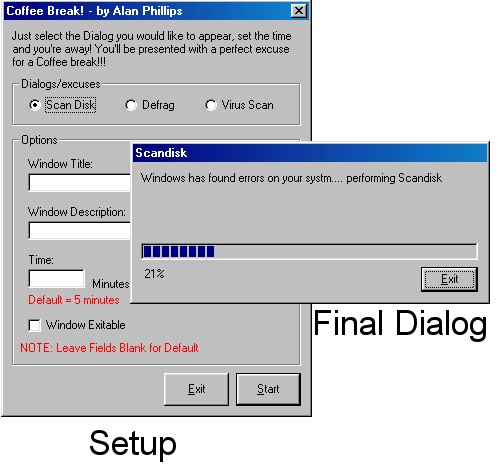 Coffee Break! - by Alan Phillips
Just select the Dialog you would like to appear, set the time
and you're away! You'll be presented with a perfect excuse
for a Coffee break!!!
Dialogs/excuses
Scan Disk
Defrag
Virus Scan
Options
Window Title:
Window Description:
Time:
Minutes
Default = 5 minutes
Window Exitable
NOTE: Leave Fields Blank for Default
Exit
Start
Scandisk
Windows has found errors on your systm.... performing Scandisk
21%
Exit
Final Dialog
Setup